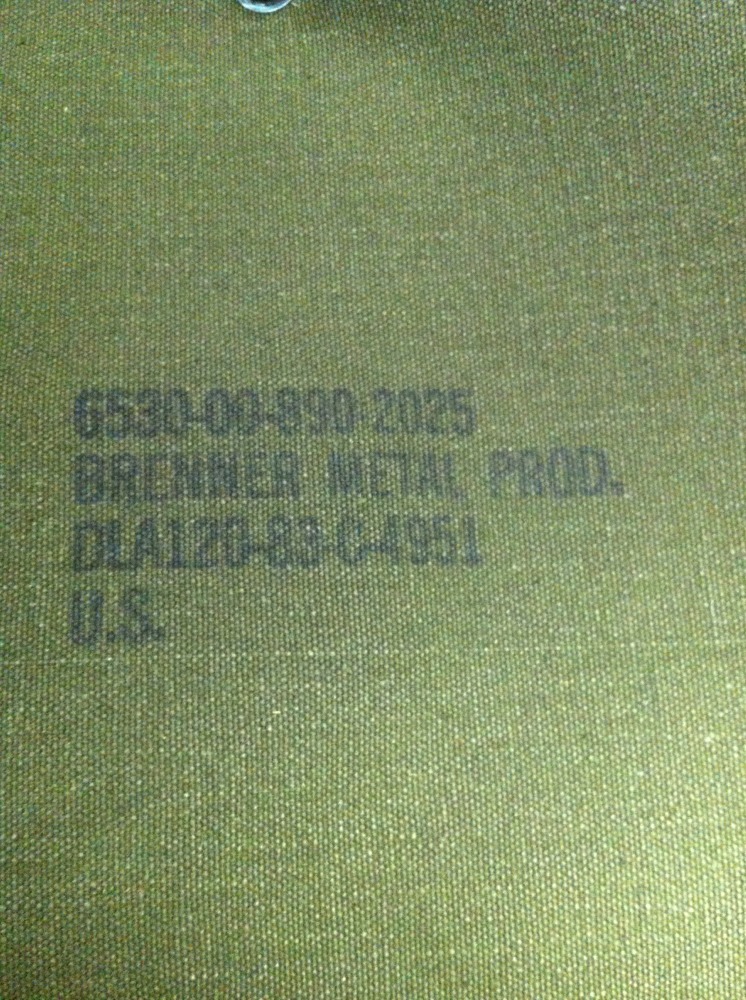 6530-00-890-2025
BRENNER METAL PROD.
DLA120-83-C-4951
U.S.